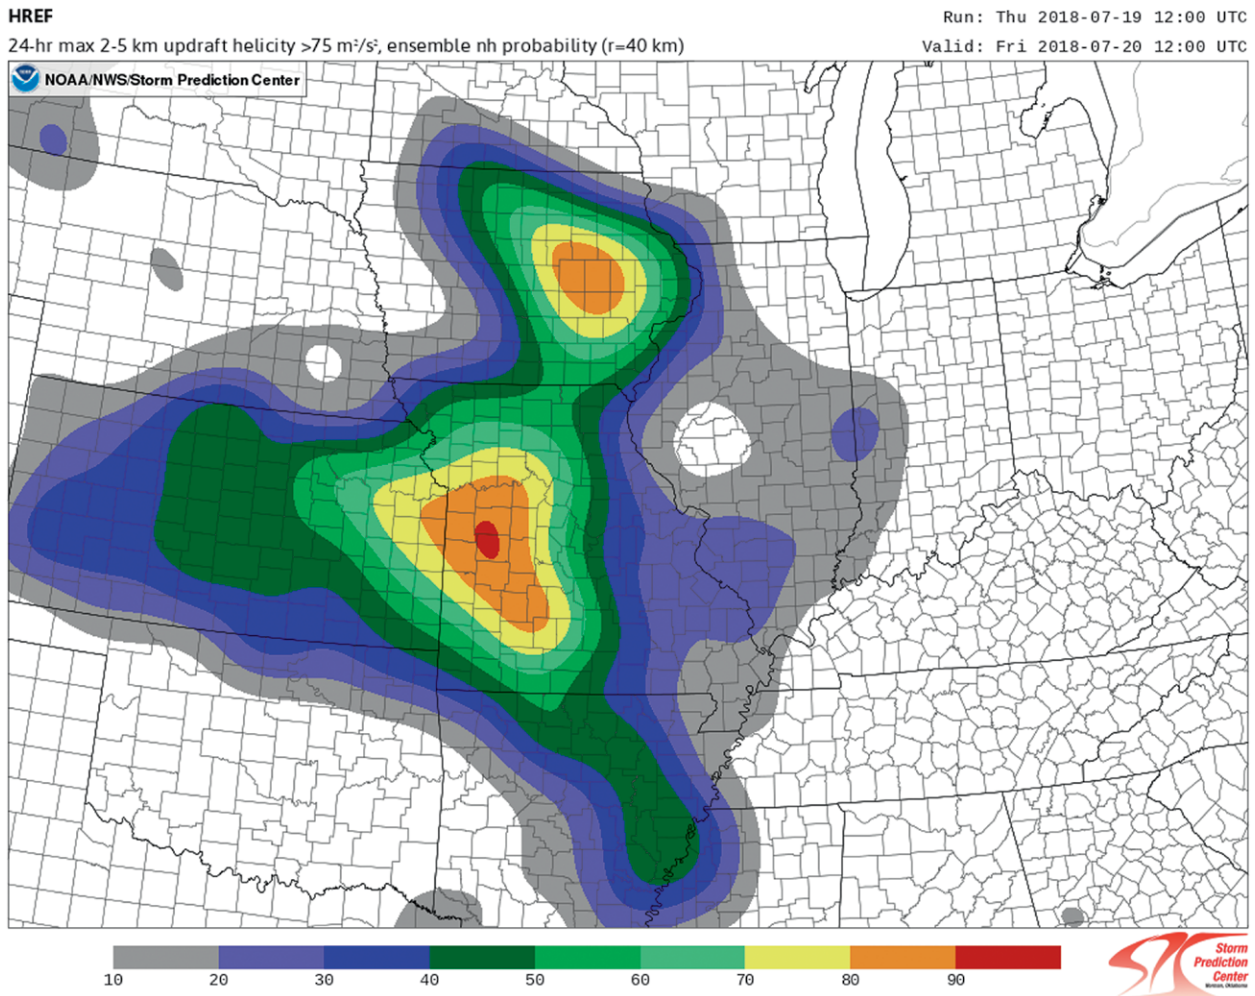 HREF
Run: Thu 2018-07-19 12:00 UTC
24-hr max 2-5 km updraft helicity >75 m²/s², ensemble nh probability (r=40 km)
Valid: Fri 2018-07-20 12:00 UTC
NOAA/NWS/Storm Prediction Center
10 20 30 40 50 60 70 80 90
Storm
Prediction
Center
Norman, Oklahoma